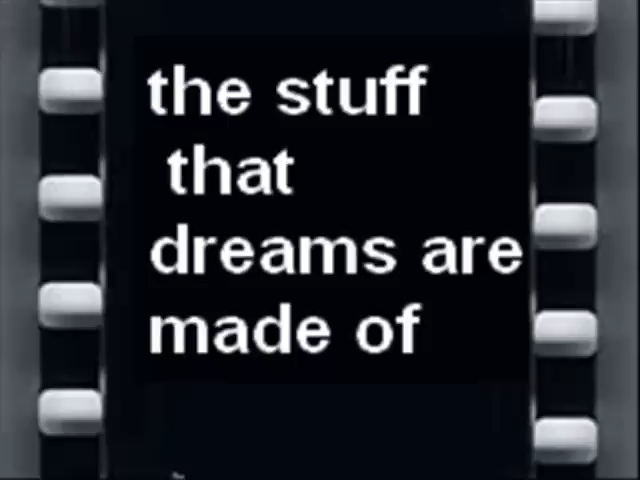 the stuff
that
dreams are
made of